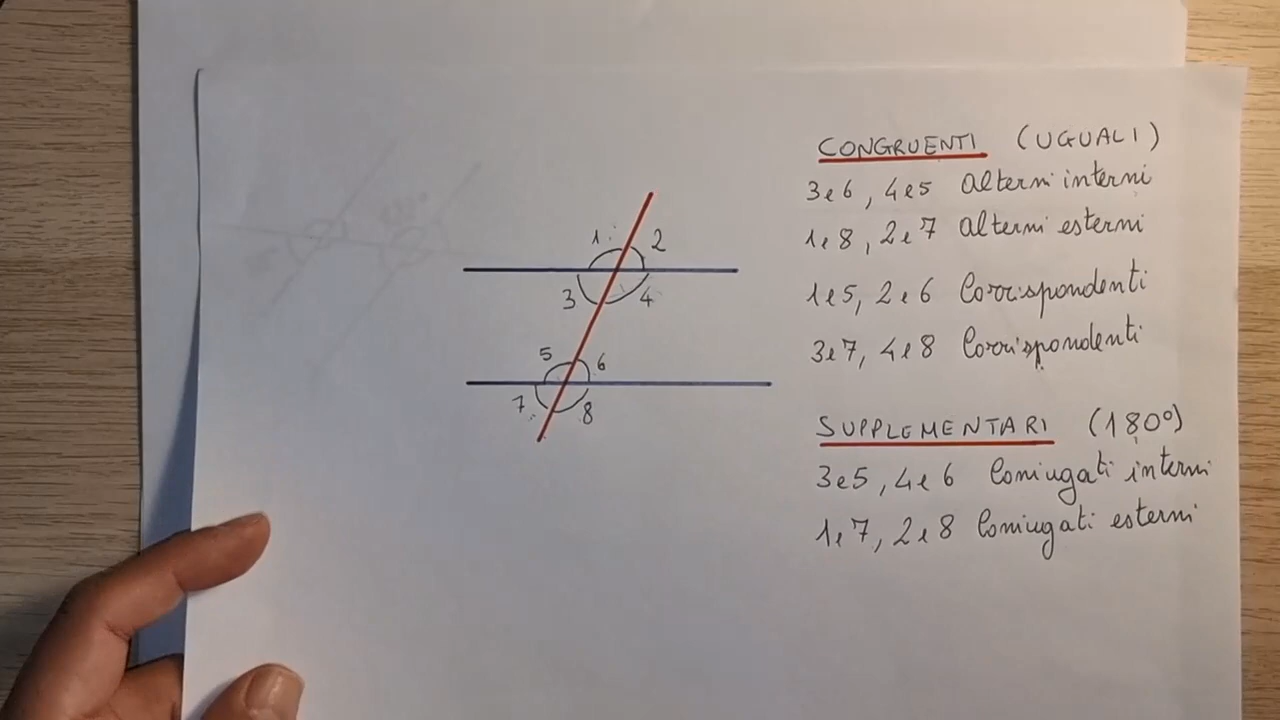 1 2
3 4
5 6
7 8
CONGRUENTI (UGUALI)
3e6, 4e5 Alterni interni
1e8, 2e7 Alterni esterni
1e5, 2e6 Corrispondenti
3e7, 4e8 Corrispondenti
SUPPLEMENTARI (180°)
3e5, 4e6 Coniugati interni
1e7, 2e8 Coniugati esterni